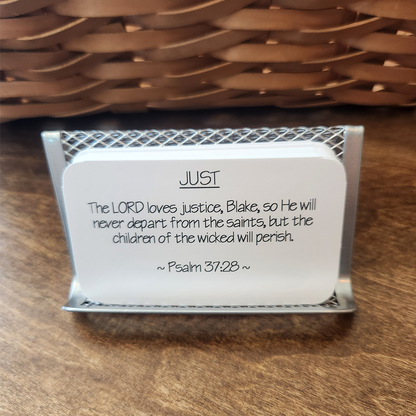 JUST
The LORD loves justice, Blake, so He will
never depart from the saints, but the
children of the wicked will perish.
~ Psalm 37:28 ~